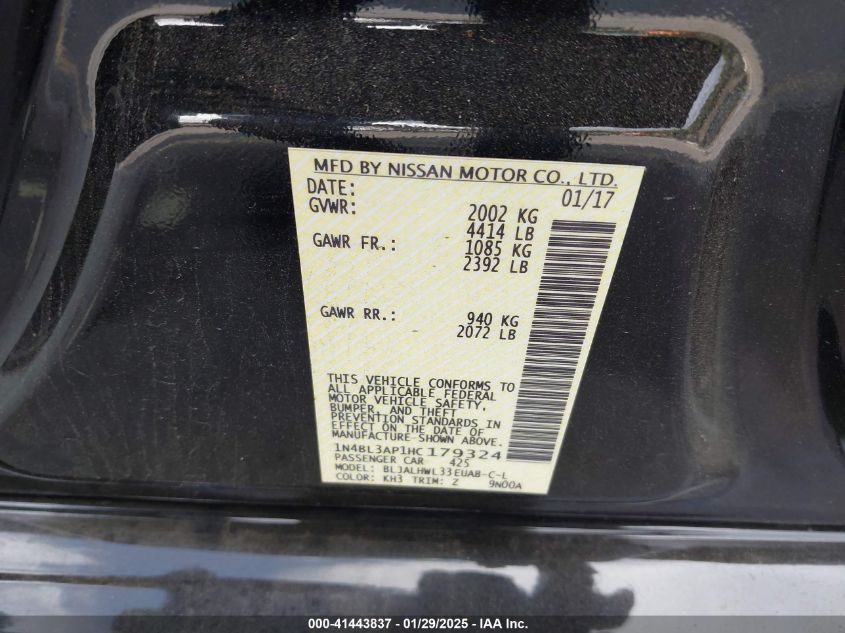 MFD BY NISSAN MOTOR CO., LTD.
DATE: 01/17
GVWR: 2002 KG
4414 LB
GAWR FR.: 1085 KG
2392 LB
GAWR RR.: 940 KG
2072 LB
THIS VEHICLE CONFORMS TO
ALL APPLICABLE FEDERAL
MOTOR VEHICLE SAFETY,
BUMPER, AND THEFT
PREVENTION STANDARDS IN
EFFECT ON THE DATE OF
MANUFACTURE SHOWN ABOVE.
1N4BL3AP1HC179324
PASSENGER CAR 425
MODEL: BLJALHWL33EUAB-C-L
COLOR: KH3 TRIM: Z 9N00A
000-41443837 - 01/29/2025 - IAA Inc.